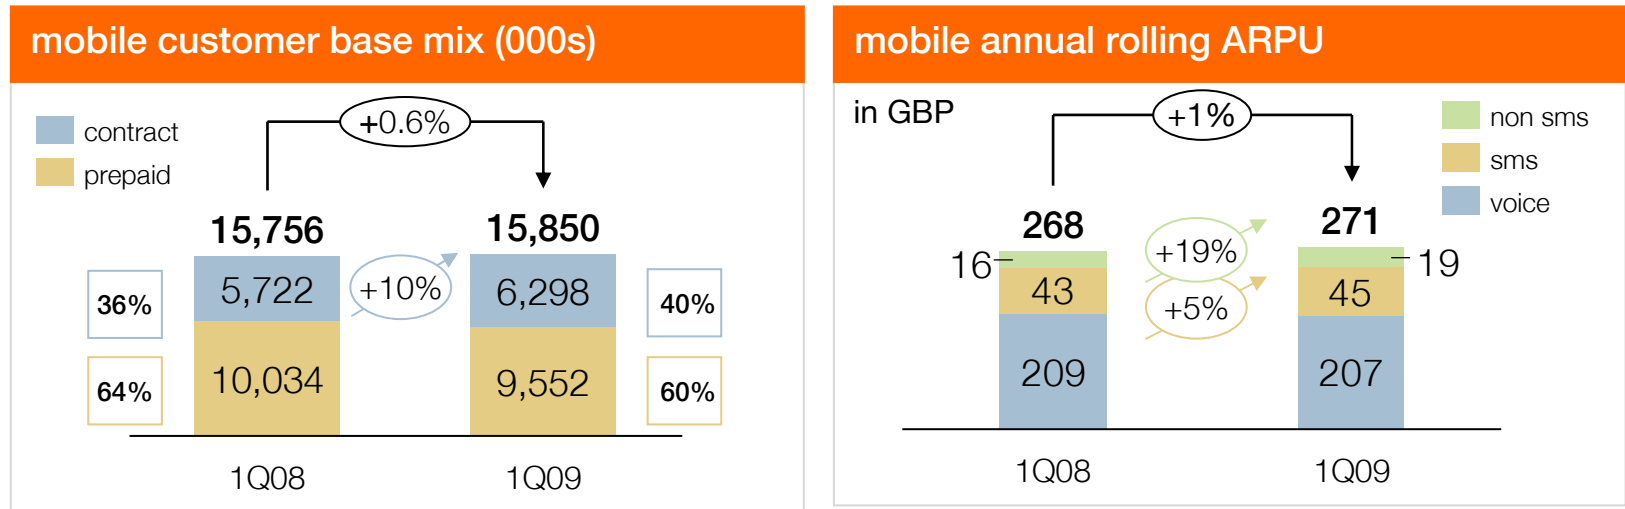 mobile customer base mix (000s)
contract
prepaid
+0.6%
15,756
15,850
36%
5,722
+10%
6,298
40%
64%
10,034
9,552
60%
1Q08
1Q09
mobile annual rolling ARPU
in GBP
+1%
non sms
sms
voice
268
271
16
+19%
19
43
+5%
45
209
207
1Q08
1Q09